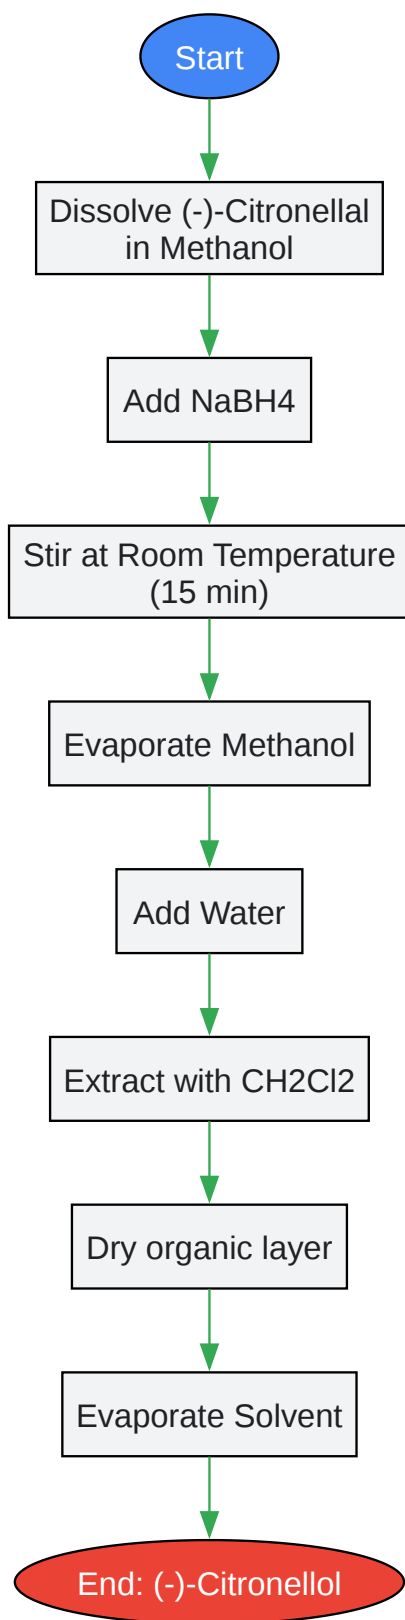 Start
Dissolve (-)-Citronellal
in Methanol
Add NaBH4
Stir at Room Temperature
(15 min)
Evaporate Methanol
Add Water
Extract with CH2Cl2
Dry organic layer
Evaporate Solvent
End: (-)-Citronellol